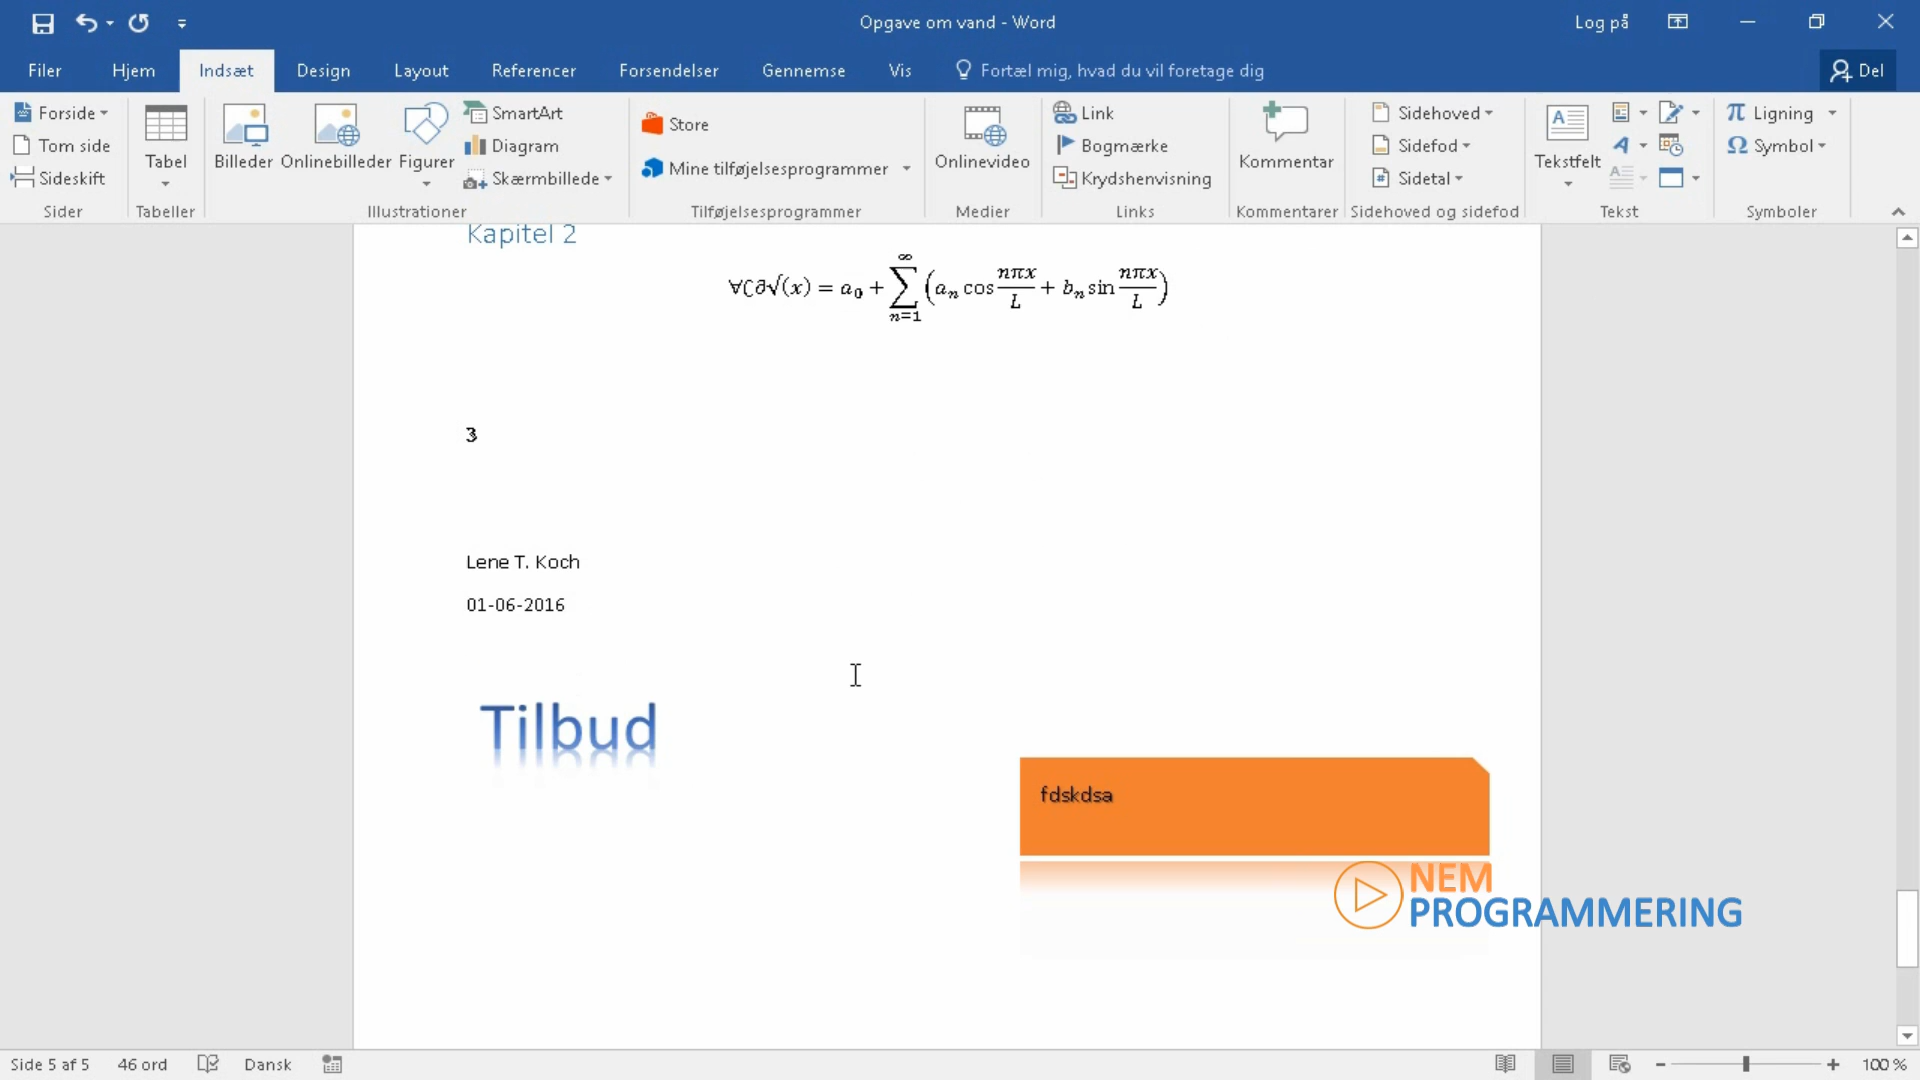 Opgave om vand - Word
Log på
Filer
Hjem
Indsæt
Design
Layout
Referencer
Forsendelser
Gennemse
Vis
Fortæl mig, hvad du vil foretage dig
Del
Forside
Tom side
Sideskift
Sider
Tabel
Tabeller
Billeder
Onlinebilleder
Figurer
SmartArt
Diagram
Skærmbillede
Illustrationer
Store
Mine tilføjelsesprogrammer
Tilføjelsesprogrammer
Onlinevideo
Medier
Link
Bogmærke
Krydshenvisning
Links
Kommentar
Kommentarer
Sidehoved
Sidefod
Sidetal
Sidehoved og sidefod
Tekstfelt
Tekst
π Ligning
Ω Symbol
Symboler
Kapitel 2
∀∁∂√(x) = a₀ + ∑_{n=1}^{∞} (aₙ cos nπx/L + bₙ sin nπx/L)
3
Lene T. Koch
01-06-2016
Tilbud
fdskdsa
NEM
PROGRAMMERING
Side 5 af 5
46 ord
Dansk
100 %